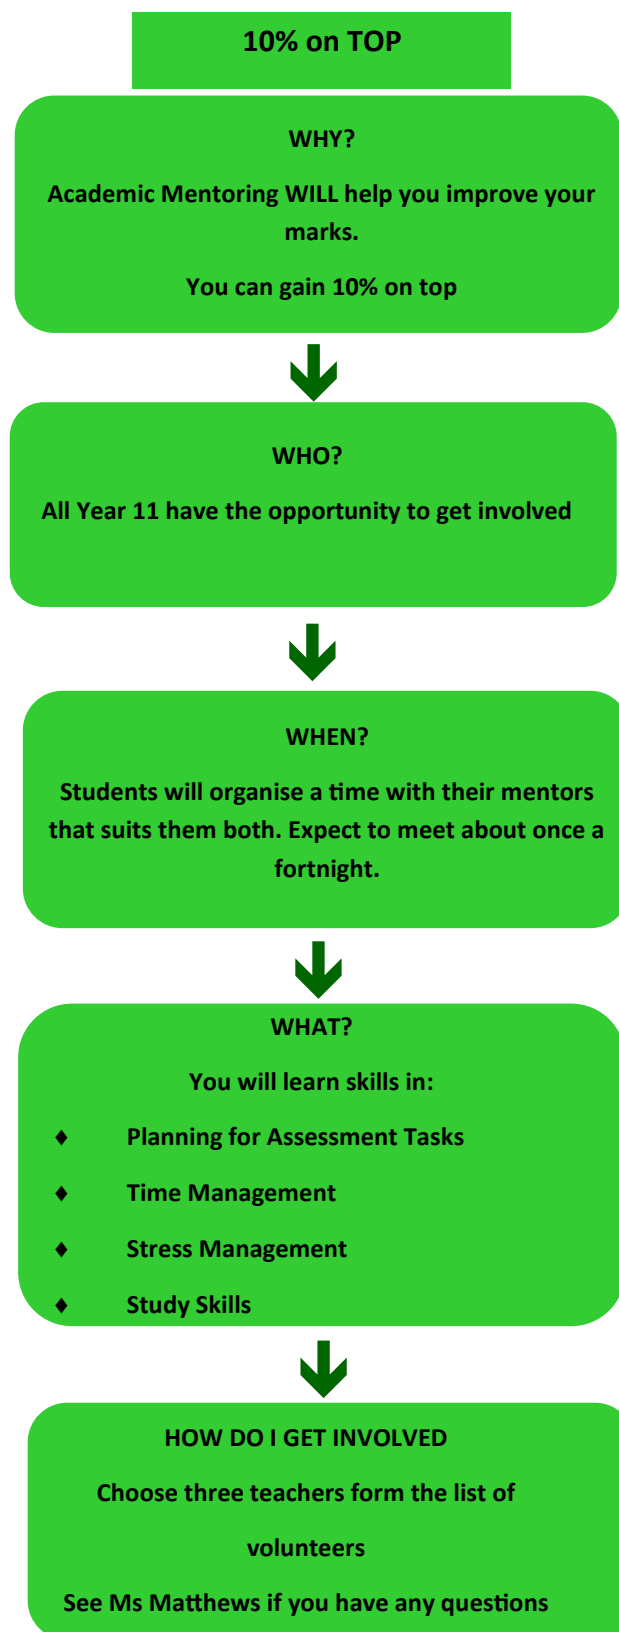 10% on TOP
WHY?
Academic Mentoring WILL help you improve your
marks.
You can gain 10% on top
WHO?
All Year 11 have the opportunity to get involved
WHEN?
Students will organise a time with their mentors
that suits them both. Expect to meet about once a
fortnight.
WHAT?
You will learn skills in:
♦ Planning for Assessment Tasks
♦ Time Management
♦ Stress Management
♦ Study Skills
HOW DO I GET INVOLVED
Choose three teachers form the list of
volunteers
See Ms Matthews if you have any questions